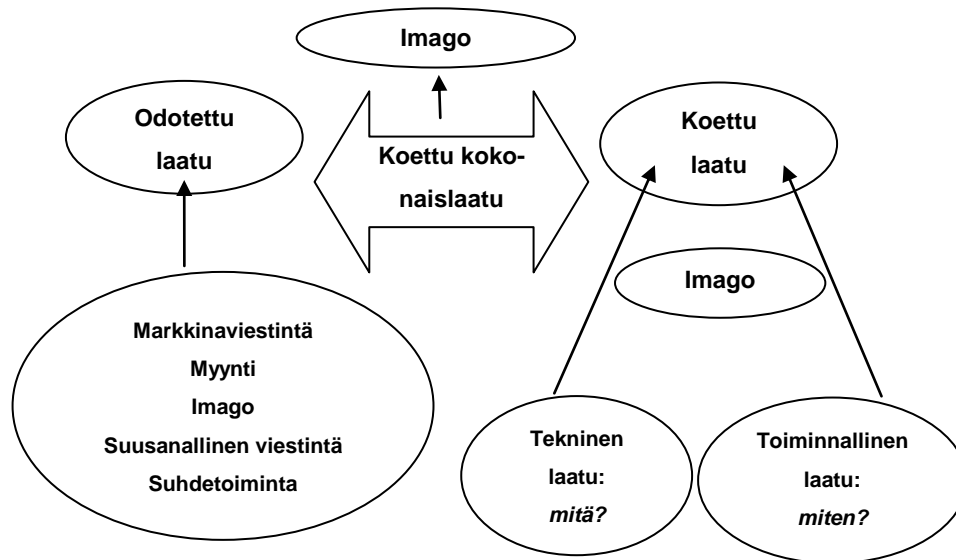 Imago
Odotettu
laatu
Koettu koko-
naislaatu
Koettu
laatu
Imago
Markkinaviestintä
Myynti
Imago
Suusanallinen viestintä
Suhdetoiminta
Tekninen
laatu:
mitä?
Toiminnallinen
laatu:
miten?